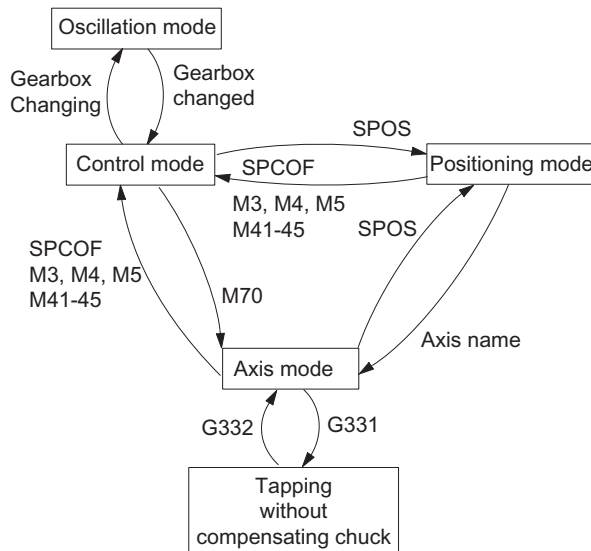 Oscillation mode
Gearbox
Changing
Gearbox
changed
SPOS
Control mode
SPCOF
Positioning mode
M3, M4, M5
M41-45
SPOS
SPCOF
M3, M4, M5
M41-45
M70
Axis name
Axis mode
G332
G331
Tapping
without
compensating chuck